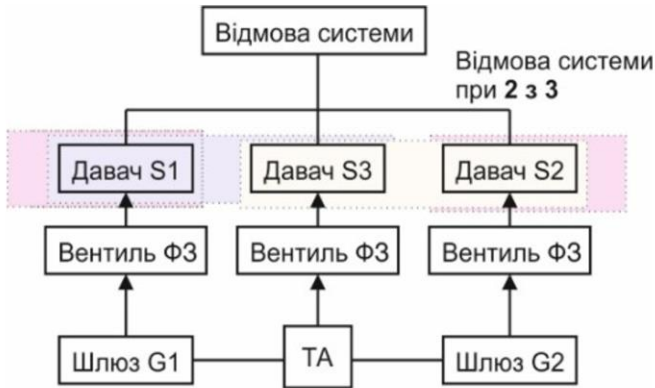 Відмова системи
Відмова системи
при 2 з 3
Давач S1
Давач S3
Давач S2
Вентиль ФЗ
Вентиль ФЗ
Вентиль ФЗ
Шлюз G1
ТА
Шлюз G2